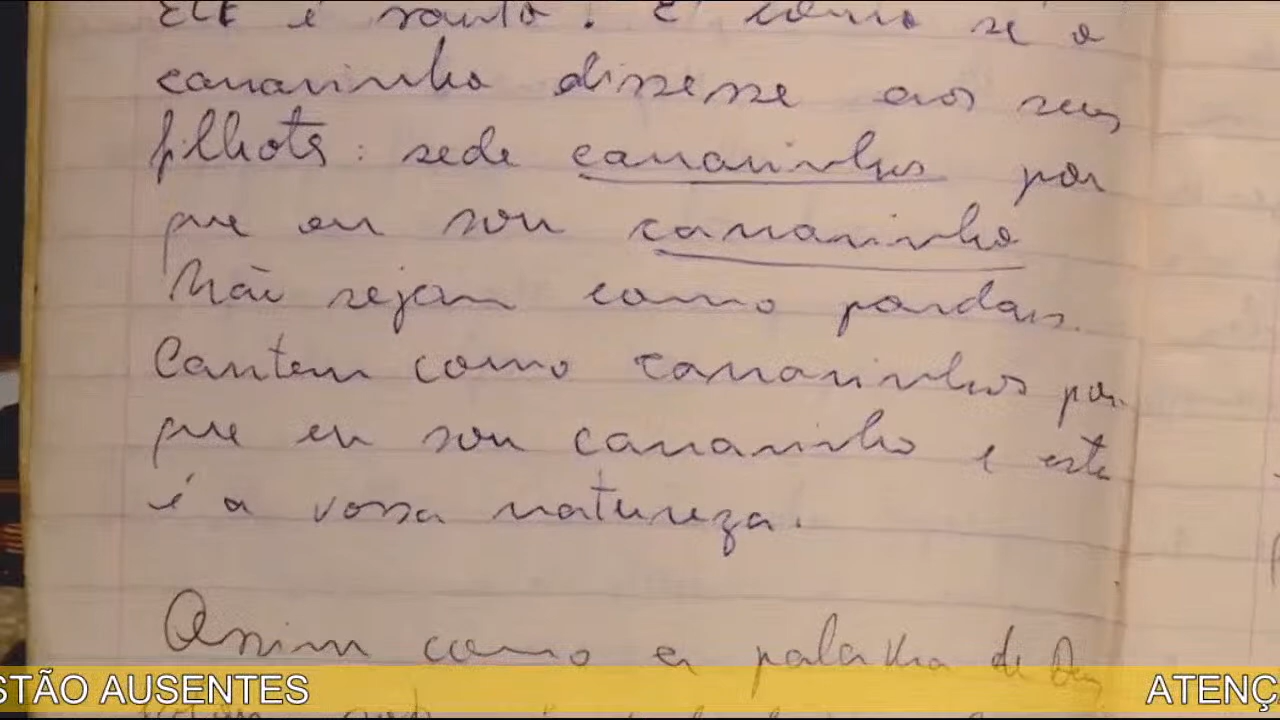 ELE é santo. É como se o
canarinho dissesse aos seus
filhotes: sede canarinhos por
que eu sou canarinho
Não sejam como pardais.
Cantem como canarinhos por
que eu sou canarinho e esta
é a vossa natureza.
Assim como a palavra de Deus
STÃO AUSENTES ATENÇ